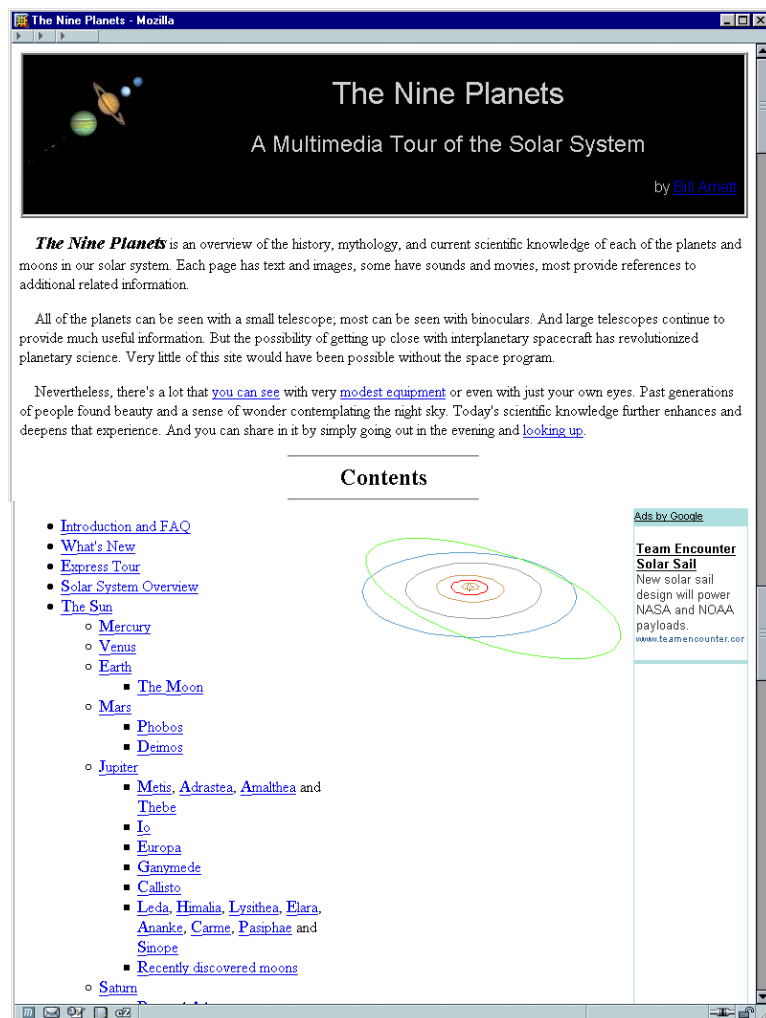 The Nine Planets - Mozilla
The Nine Planets
A Multimedia Tour of the Solar System
by Bill Arnett
The Nine Planets is an overview of the history, mythology, and current scientific knowledge of each of the planets and
moons in our solar system. Each page has text and images, some have sounds and movies, most provide references to
additional related information.
All of the planets can be seen with a small telescope; most can be seen with binoculars. And large telescopes continue to
provide much useful information. But the possibility of getting up close with interplanetary spacecraft has revolutionized
planetary science. Very little of this site would have been possible without the space program.
Nevertheless, there's a lot that you can see with very modest equipment or even with just your own eyes. Past generations
of people found beauty and a sense of wonder contemplating the night sky. Today's scientific knowledge further enhances and
deepens that experience. And you can share in it by simply going out in the evening and looking up.
Contents
Introduction and FAQ
What's New
Express Tour
Solar System Overview
The Sun
Mercury
Venus
Earth
The Moon
Mars
Phobos
Deimos
Jupiter
Metis, Adrastea, Amalthea and
Thebe
Io
Europa
Ganymede
Callisto
Leda, Himalia, Lysithea, Elara,
Ananke, Carme, Pasiphae and
Sinope
Recently discovered moons
Saturn
Ads by Google
Team Encounter
Solar Sail
New solar sail
design will power
NASA and NOAA
payloads.
www.teamencounter.cor